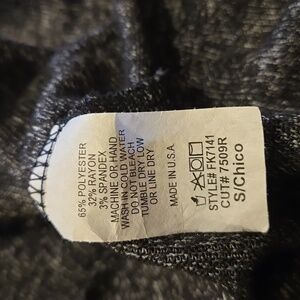 65% POLYESTER
32% RAYON
3% SPANDEX
MACHINE OR HAND
WASH IN COLD WATER
DO NOT BLEACH
TUMBLE DRY LOW
OR LINE DRY
MADE IN U.S.A
STYLE# FK7141
CUT# 7509R
S/Chico